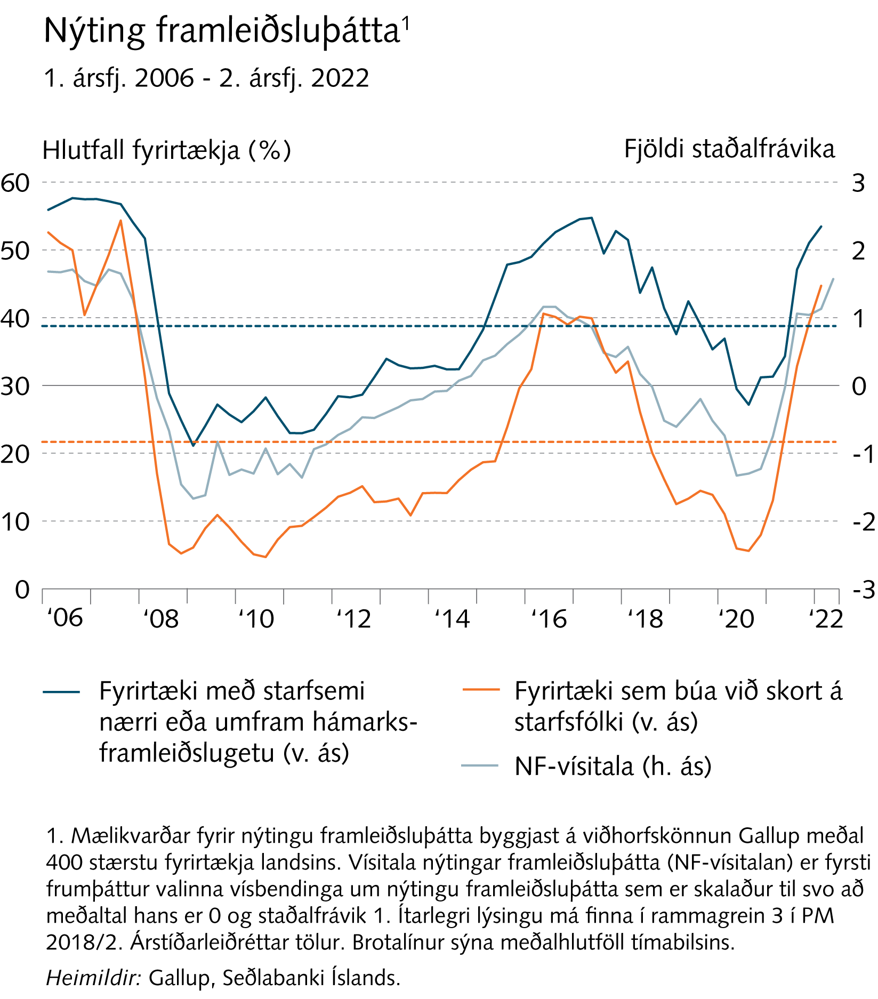 Nýting framleiðsluþátta¹
1. ársfj. 2006 - 2. ársfj. 2022
Hlutfall fyrirtækja (%)
Fjöldi staðalfrávika
60 3
50 2
40 1
30 0
20 -1
10 -2
0 -3
‘06 ‘08 ‘10 ‘12 ‘14 ‘16 ‘18 ‘20 ‘22
Fyrirtæki með starfsemi
nærri eða umfram hámarks-
framleiðslugetu (v. ás)
Fyrirtæki sem búa við skort á
starfsfólki (v. ás)
NF-vísitala (h. ás)
1. Mælikvarðar fyrir nýtingu framleiðsluþátta byggjast á viðhorfskönnun Gallup meðal
400 stærstu fyrirtækja landsins. Vísitala nýtingar framleiðsluþátta (NF-vísitalan) er fyrsti
frumþáttur valinna vísbendinga um nýtingu framleiðsluþátta sem er skalaður til svo að
meðaltal hans er 0 og staðalfrávik 1. Ítarlegri lýsingu má finna í rammagrein 3 í PM
2018/2. Árstíðarleiðréttar tölur. Brotalínur sýna meðalhlutföll tímabilsins.
Heimildir: Gallup, Seðlabanki Íslands.